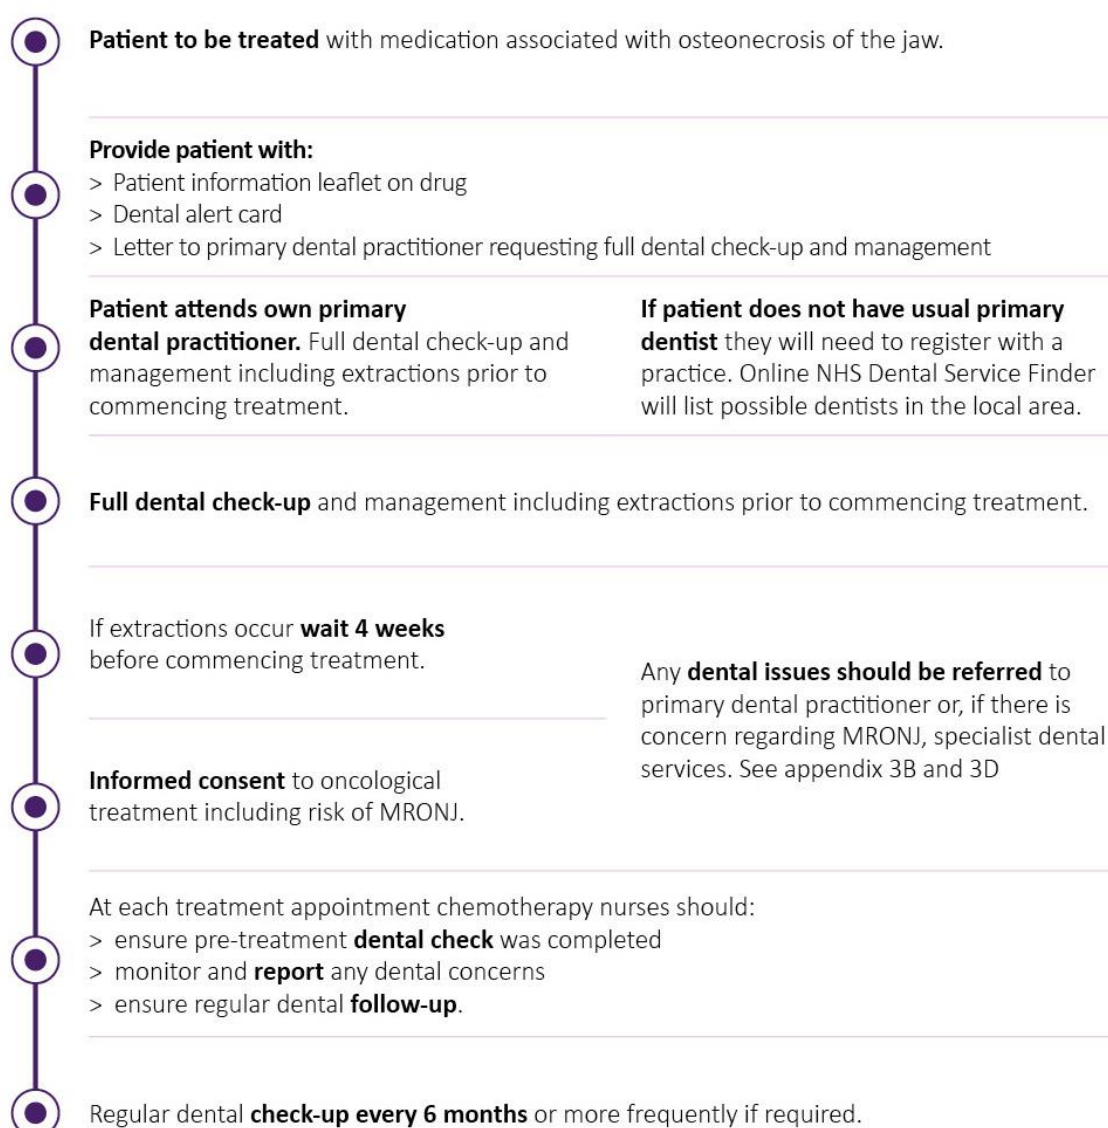 Patient to be treated with medication associated with osteonecrosis of the jaw.
Provide patient with:
> Patient information leaflet on drug
> Dental alert card
> Letter to primary dental practitioner requesting full dental check-up and management
Patient attends own primary
dental practitioner. Full dental check-up and
management including extractions prior to
commencing treatment.
If patient does not have usual primary
dentist they will need to register with a
practice. Online NHS Dental Service Finder
will list possible dentists in the local area.
Full dental check-up and management including extractions prior to commencing treatment.
If extractions occur wait 4 weeks
before commencing treatment.
Any dental issues should be referred to
primary dental practitioner or, if there is
concern regarding MRONJ, specialist dental
services. See appendix 3B and 3D
Informed consent to oncological
treatment including risk of MRONJ.
At each treatment appointment chemotherapy nurses should:
> ensure pre-treatment dental check was completed
> monitor and report any dental concerns
> ensure regular dental follow-up.
Regular dental check-up every 6 months or more frequently if required.